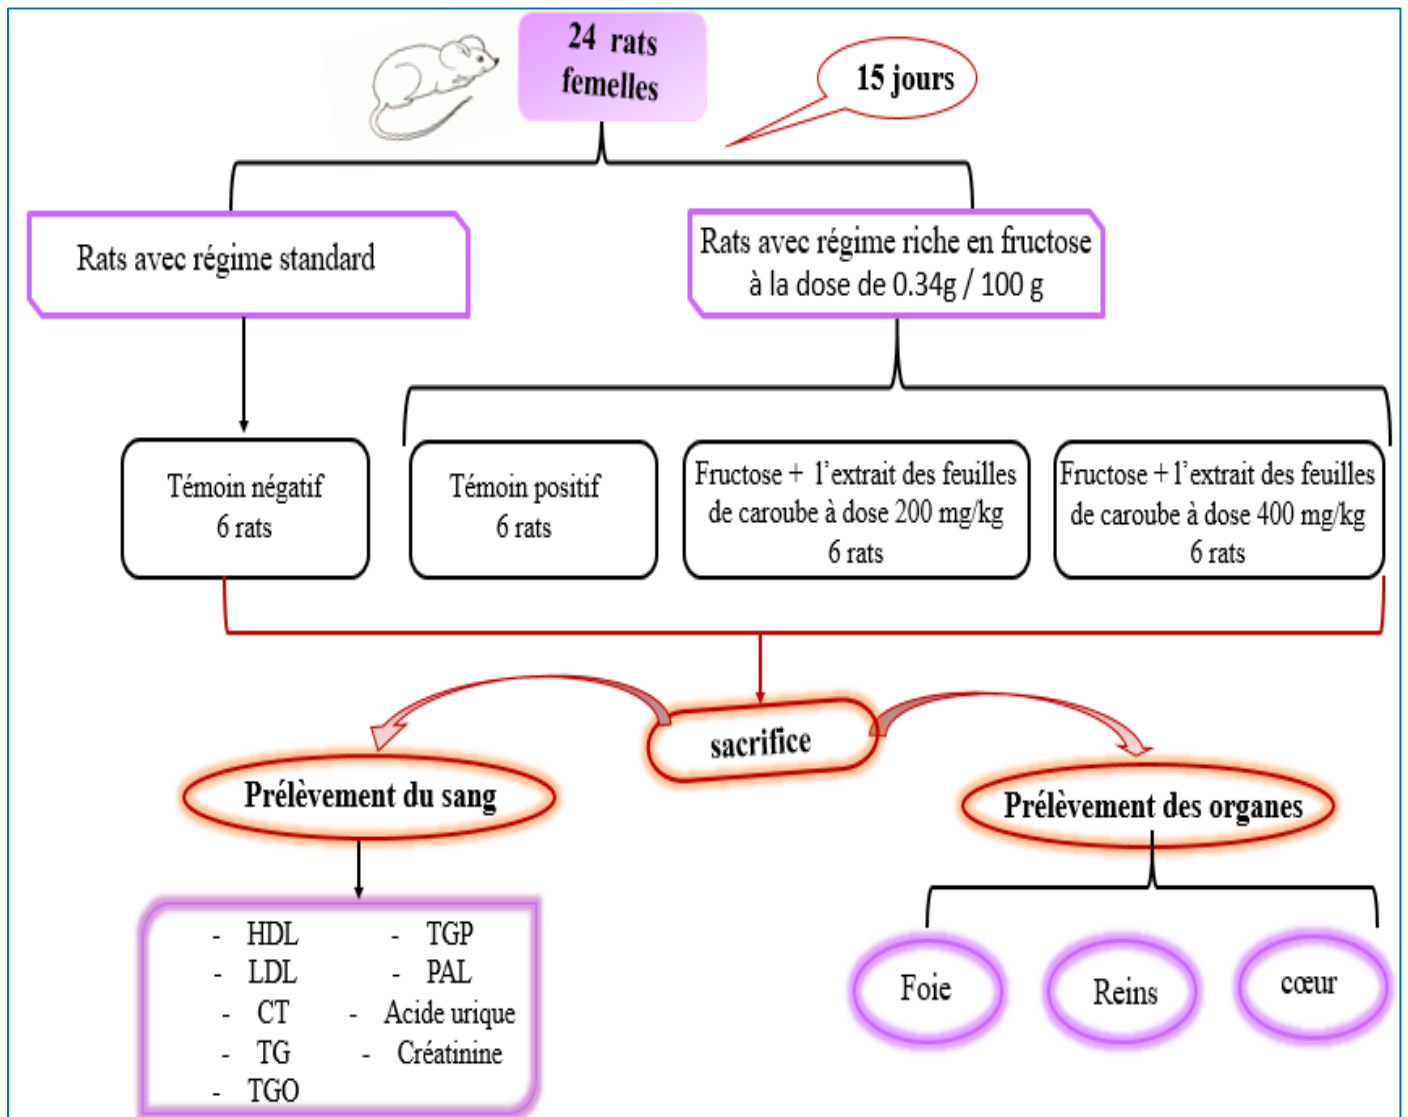 24 rats
femelles
15 jours
Rats avec régime standard
Rats avec régime riche en fructose
à la dose de 0.34g / 100 g
Témoin négatif
6 rats
Témoin positif
6 rats
Fructose + l’extrait des feuilles
de caroube à dose 200 mg/kg
6 rats
Fructose + l’extrait des feuilles
de caroube à dose 400 mg/kg
6 rats
sacrifice
Prélèvement du sang
Prélèvement des organes
- HDL
- LDL
- CT
- TG
- TGO
- TGP
- PAL
- Acide urique
- Créatinine
Foie
Reins
cœur